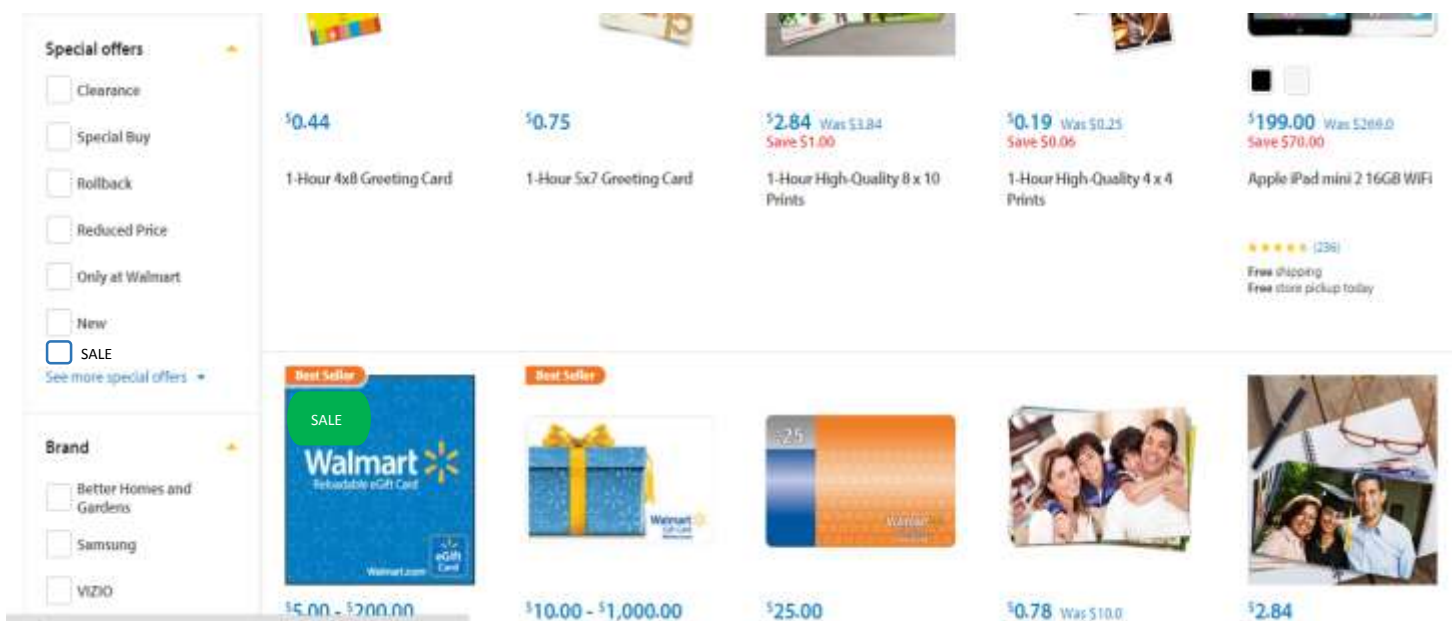 Special offers
Clearance
Special Buy
Rollback
Reduced Price
Only at Walmart
New
SALE
See more special offers
Brand
Better Homes and
Gardens
Samsung
VIZIO
$0.44
1-Hour 4x8 Greeting Card
$0.75
1-Hour 5x7 Greeting Card
$2.84 Was $3.84
Save $1.00
1-Hour High-Quality 8 x 10
Prints
$0.19 Was $0.25
Save $0.06
1-Hour High-Quality 4 x 4
Prints
$199.00 Was $269.0
Save $70.00
Apple iPad mini 2 16GB WiFi
(236)
Free shipping
Free store pickup today
Best Seller
SALE
Walmart
Reloadable eGift Card
eGift
Card
Walmart.com
$5.00 - $200.00
Best Seller
Walmart
Gift Card
$10.00 - $1,000.00
$25
Walmart
$25.00
$0.78 Was $10.0
$2.84